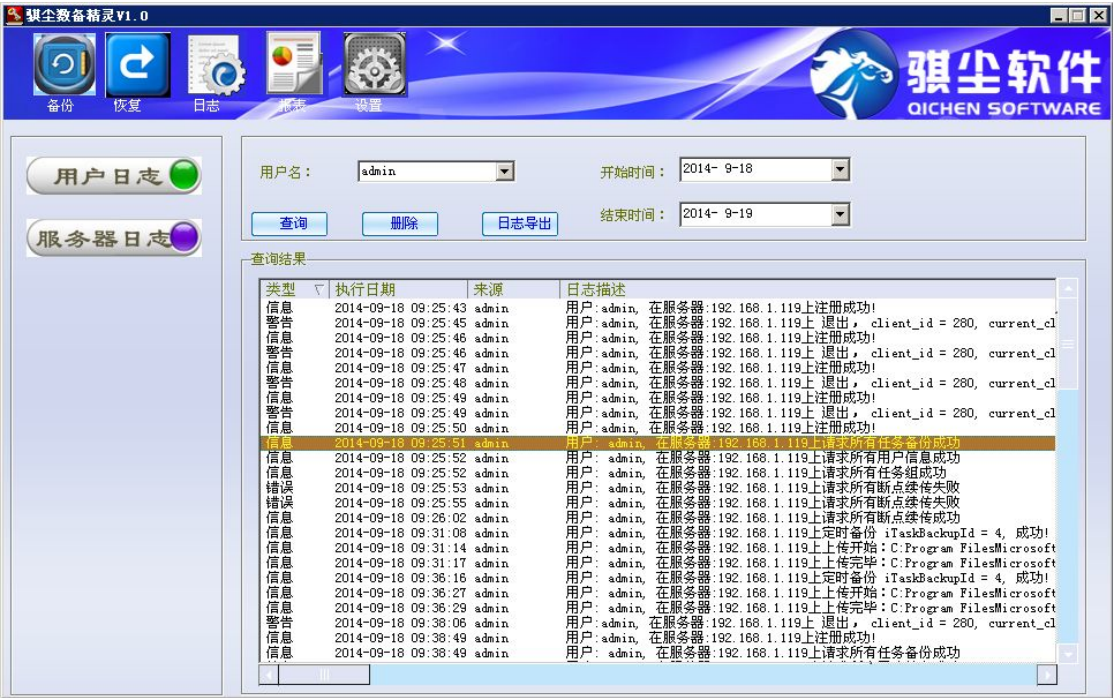 骐尘数备精灵V1.0
备份 恢复 日志 报表 设置
骐尘软件
QICHEN SOFTWARE
用户日志
服务器日志
用户名： admin 开始时间： 2014- 9-18
查询 删除 日志导出 结束时间： 2014- 9-19
查询结果
类型 执行日期 来源 日志描述
信息 2014-09-18 09:25:43 admin 用户:admin, 在服务器:192.168.1.119上注册成功!
警告 2014-09-18 09:25:45 admin 用户:admin, 在服务器:192.168.1.119上 退出, client_id = 280, current_cl
信息 2014-09-18 09:25:46 admin 用户:admin, 在服务器:192.168.1.119上注册成功!
警告 2014-09-18 09:25:46 admin 用户:admin, 在服务器:192.168.1.119上 退出, client_id = 280, current_cl
信息 2014-09-18 09:25:47 admin 用户:admin, 在服务器:192.168.1.119上注册成功!
警告 2014-09-18 09:25:48 admin 用户:admin, 在服务器:192.168.1.119上 退出, client_id = 280, current_cl
信息 2014-09-18 09:25:49 admin 用户:admin, 在服务器:192.168.1.119上注册成功!
警告 2014-09-18 09:25:49 admin 用户:admin, 在服务器:192.168.1.119上 退出, client_id = 280, current_cl
信息 2014-09-18 09:25:50 admin 用户:admin, 在服务器:192.168.1.119上注册成功!
信息 2014-09-18 09:25:51 admin 用户: admin, 在服务器:192.168.1.119上请求所有任务备份成功
信息 2014-09-18 09:25:52 admin 用户: admin, 在服务器:192.168.1.119上请求所有用户信息成功
信息 2014-09-18 09:25:52 admin 用户: admin, 在服务器:192.168.1.119上请求所有任务组成功
错误 2014-09-18 09:25:53 admin 用户: admin, 在服务器:192.168.1.119上请求所有断点续传失败
错误 2014-09-18 09:25:55 admin 用户: admin, 在服务器:192.168.1.119上请求所有断点续传失败
信息 2014-09-18 09:26:02 admin 用户: admin, 在服务器:192.168.1.119上请求所有断点续传成功
信息 2014-09-18 09:31:08 admin 用户: admin, 在服务器:192.168.1.119上定时备份 iTaskBackupId = 4, 成功!
信息 2014-09-18 09:31:14 admin 用户: admin, 在服务器:192.168.1.119上上传开始：C:Program FilesMicrosoft
信息 2014-09-18 09:31:17 admin 用户: admin, 在服务器:192.168.1.119上上传完毕：C:Program FilesMicrosoft
信息 2014-09-18 09:36:16 admin 用户: admin, 在服务器:192.168.1.119上定时备份 iTaskBackupId = 4, 成功!
信息 2014-09-18 09:36:27 admin 用户: admin, 在服务器:192.168.1.119上上传开始：C:Program FilesMicrosoft
信息 2014-09-18 09:36:29 admin 用户: admin, 在服务器:192.168.1.119上上传完毕：C:Program FilesMicrosoft
警告 2014-09-18 09:38:06 admin 用户:admin, 在服务器:192.168.1.119上 退出, client_id = 280, current_cl
信息 2014-09-18 09:38:49 admin 用户:admin, 在服务器:192.168.1.119上注册成功!
信息 2014-09-18 09:38:49 admin 用户: admin, 在服务器:192.168.1.119上请求所有任务备份成功